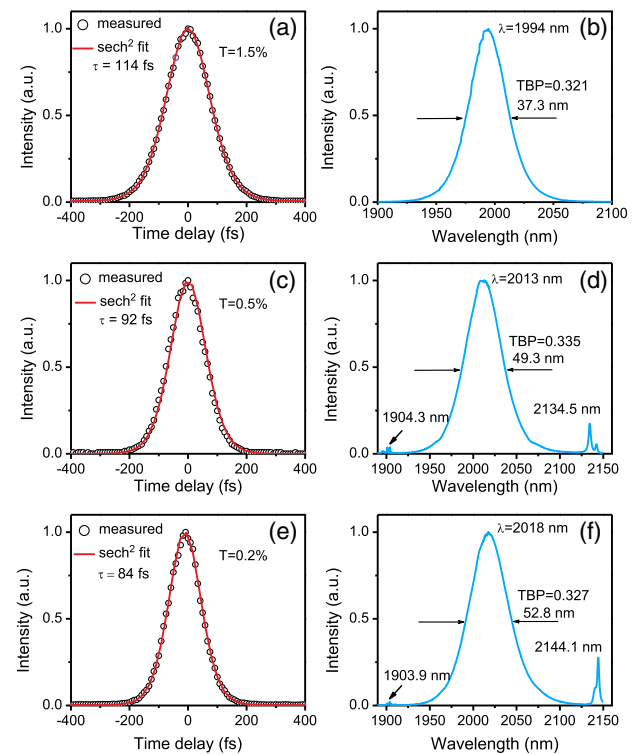 (a)
measured
sech² fit
τ = 114 fs
T=1.5%
1.0
0.5
0.0
Intensity (a.u.)
-400 -200 0 200 400
Time delay (fs)
(b)
λ=1994 nm
TBP=0.321
37.3 nm
1.0
0.5
0.0
Intensity (a.u.)
1900 1950 2000 2050 2100
Wavelength (nm)
(c)
measured
sech² fit
τ = 92 fs
T=0.5%
1.0
0.5
0.0
Intensity (a.u.)
-400 -200 0 200 400
Time delay (fs)
(d)
λ=2013 nm
TBP=0.335
49.3 nm
1904.3 nm
2134.5 nm
1.0
0.5
0.0
Intensity (a.u.)
1900 1950 2000 2050 2100 2150
Wavelength (nm)
(e)
measured
sech² fit
τ = 84 fs
T=0.2%
1.0
0.5
0.0
Intensity (a.u.)
-400 -200 0 200 400
Time delay (fs)
(f)
λ=2018 nm
TBP=0.327
52.8 nm
1903.9 nm
2144.1 nm
1.0
0.5
0.0
Intensity (a.u.)
1900 1950 2000 2050 2100 2150
Wavelength (nm)